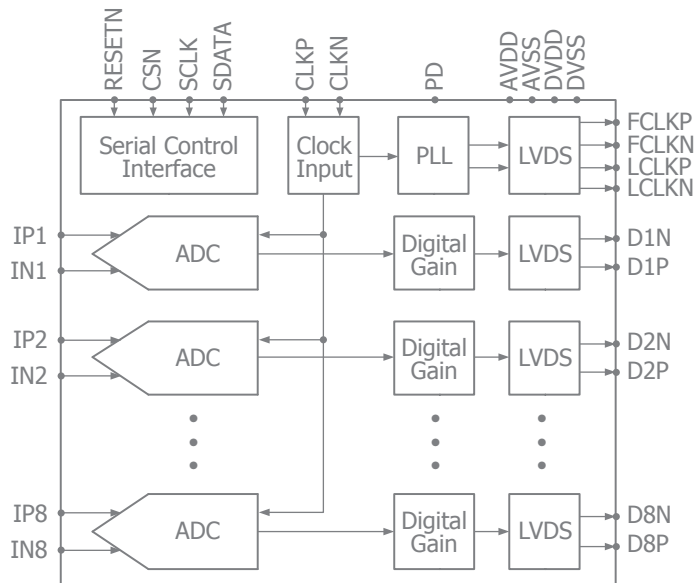 RESETN
CSN
SCLK
SDATA
CLKP
CLKN
PD
AVDD
AVSS
DVDD
DVSS
Serial Control
Interface
Clock
Input
PLL
LVDS
FCLKP
FCLKN
LCLKP
LCLKN
IP1
IN1
ADC
Digital
Gain
LVDS
D1N
D1P
IP2
IN2
ADC
Digital
Gain
LVDS
D2N
D2P
IP8
IN8
ADC
Digital
Gain
LVDS
D8N
D8P